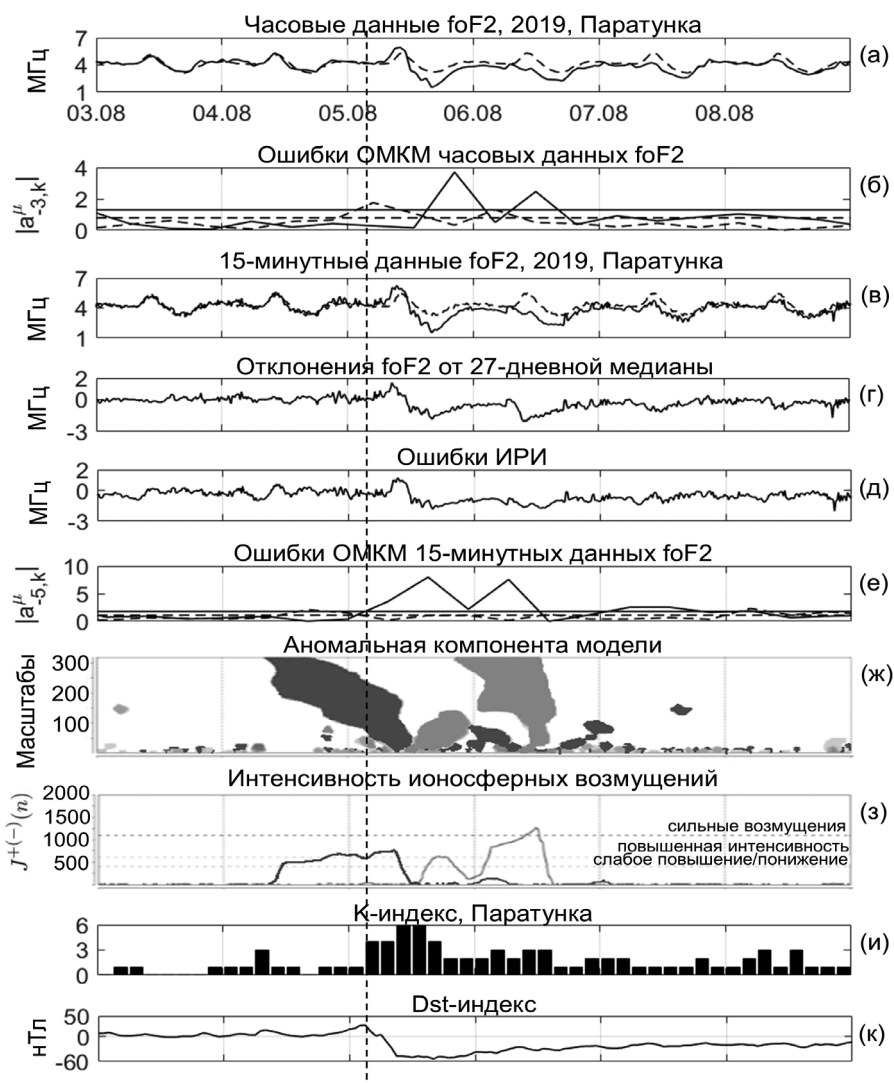 Часовые данные foF2, 2019, Паратунка
МГц
7
4
1
(а)
03.08 04.08 05.08 06.08 07.08 08.08
Ошибки ОМКМ часовых данных foF2
|a^μ_-3,k|
4
2
0
(б)
15-минутные данные foF2, 2019, Паратунка
МГц
7
4
1
(в)
Отклонения foF2 от 27-дневной медианы
МГц
2
0
-3
(г)
Ошибки ИРИ
МГц
2
0
-3
(д)
Ошибки ОМКМ 15-минутных данных foF2
|a^μ_-5,k|
10
5
0
(е)
Аномальная компонента модели
Масштабы
300
200
100
(ж)
Интенсивность ионосферных возмущений
J^+(-)(n)
2000
1500
1000
500
сильные возмущения
повышенная интенсивность
слабое повышение/понижение
(з)
К-индекс, Паратунка
6
3
0
(и)
Dst-индекс
нТл
50
0
-60
(к)